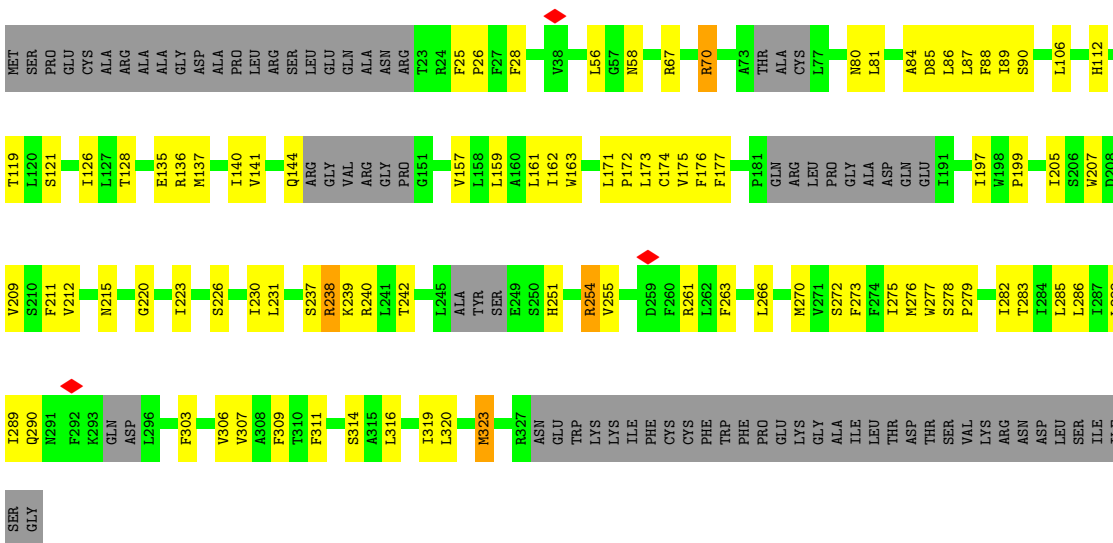 MET SER PRO GLU CYS ALA ARG ALA ALA GLY ASP ALA PRO LEU ARG SER LEU GLU GLU GLN ALA ASN ARG T23 R24 F25 P26 F27 F28 V38 L56 G57 N58 R67 R70 A73 THR ALA CYS L77 N80 L81 A84 D85 L86 L87 F88 I89 S90 L106 H112
T119 L120 S121 I126 L127 T128 E135 R136 M137 I140 V141 Q144 ARG GLY VAL ARG GLY PRO G151 V157 L158 L159 A160 L161 I162 W163 L171 P172 L173 C174 V175 F176 F177 P181 GLN ARG LEU PRO GLY ALA ASP GLN GLU I191 I197 W198 P199 I205 S206 W207 D208
V209 S210 F211 V212 N215 G220 I223 S226 I230 L231 S237 R238 K239 R240 L241 T242 L245 ALA TYR SER E249 S250 H251 R254 V255 D259 F260 R261 L262 F263 L266 M270 V271 S272 F273 F274 I275 M276 W277 S278 P279 I282 T283 I284 L285 L286 I287
I289 Q290 N291 F292 K293 GLN ASP L296 F303 V306 V307 A308 F309 T310 F311 S314 A315 L316 I319 L320 M323 R327 ASN GLU TRP LYS LYS ILE PHE CYS CYS PHE TRP PHE PRO GLU LYS GLY ALA ILE LEU THR ASP THR SER VAL LYS ARG ASN ASP LEU SER ILE ILE
SER GLY